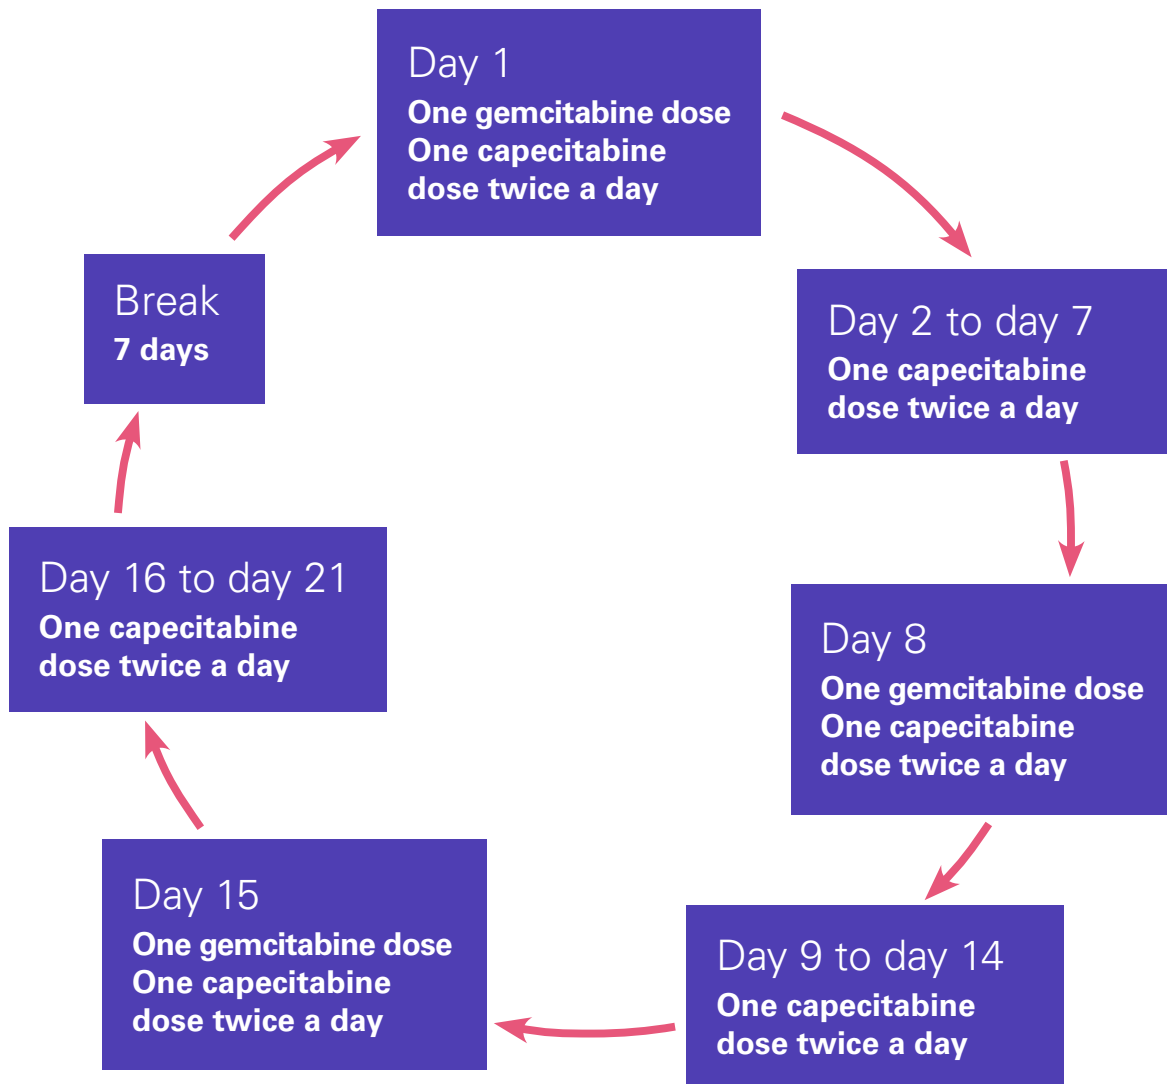 Day 1
One gemcitabine dose
One capecitabine
dose twice a day
Day 2 to day 7
One capecitabine
dose twice a day
Day 8
One gemcitabine dose
One capecitabine
dose twice a day
Day 9 to day 14
One capecitabine
dose twice a day
Day 15
One gemcitabine dose
One capecitabine
dose twice a day
Day 16 to day 21
One capecitabine
dose twice a day
Break
7 days